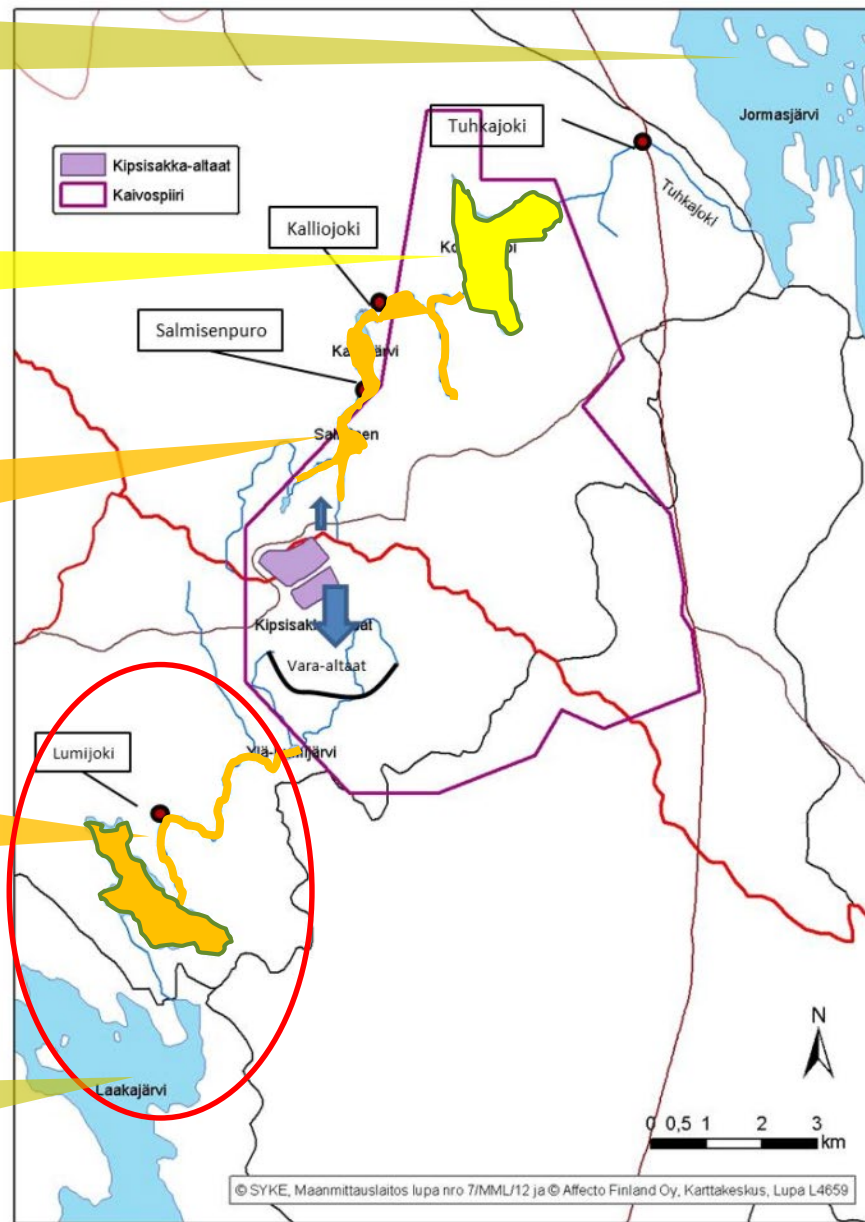 Jormasjärvi
Tuhkajoki
Kipsisakka-altaat
Kaivospiiri
Tuhkajoki
Kalliojoki
Salmisenpuro
Vara-altaat
Lumijoki
Laakajärvi
N
0 0,5 1 2 3
km
© SYKE, Maanmittauslaitos lupa nro 7/MML/12 ja © Affecto Finland Oy, Karttakeskus, Lupa L4659